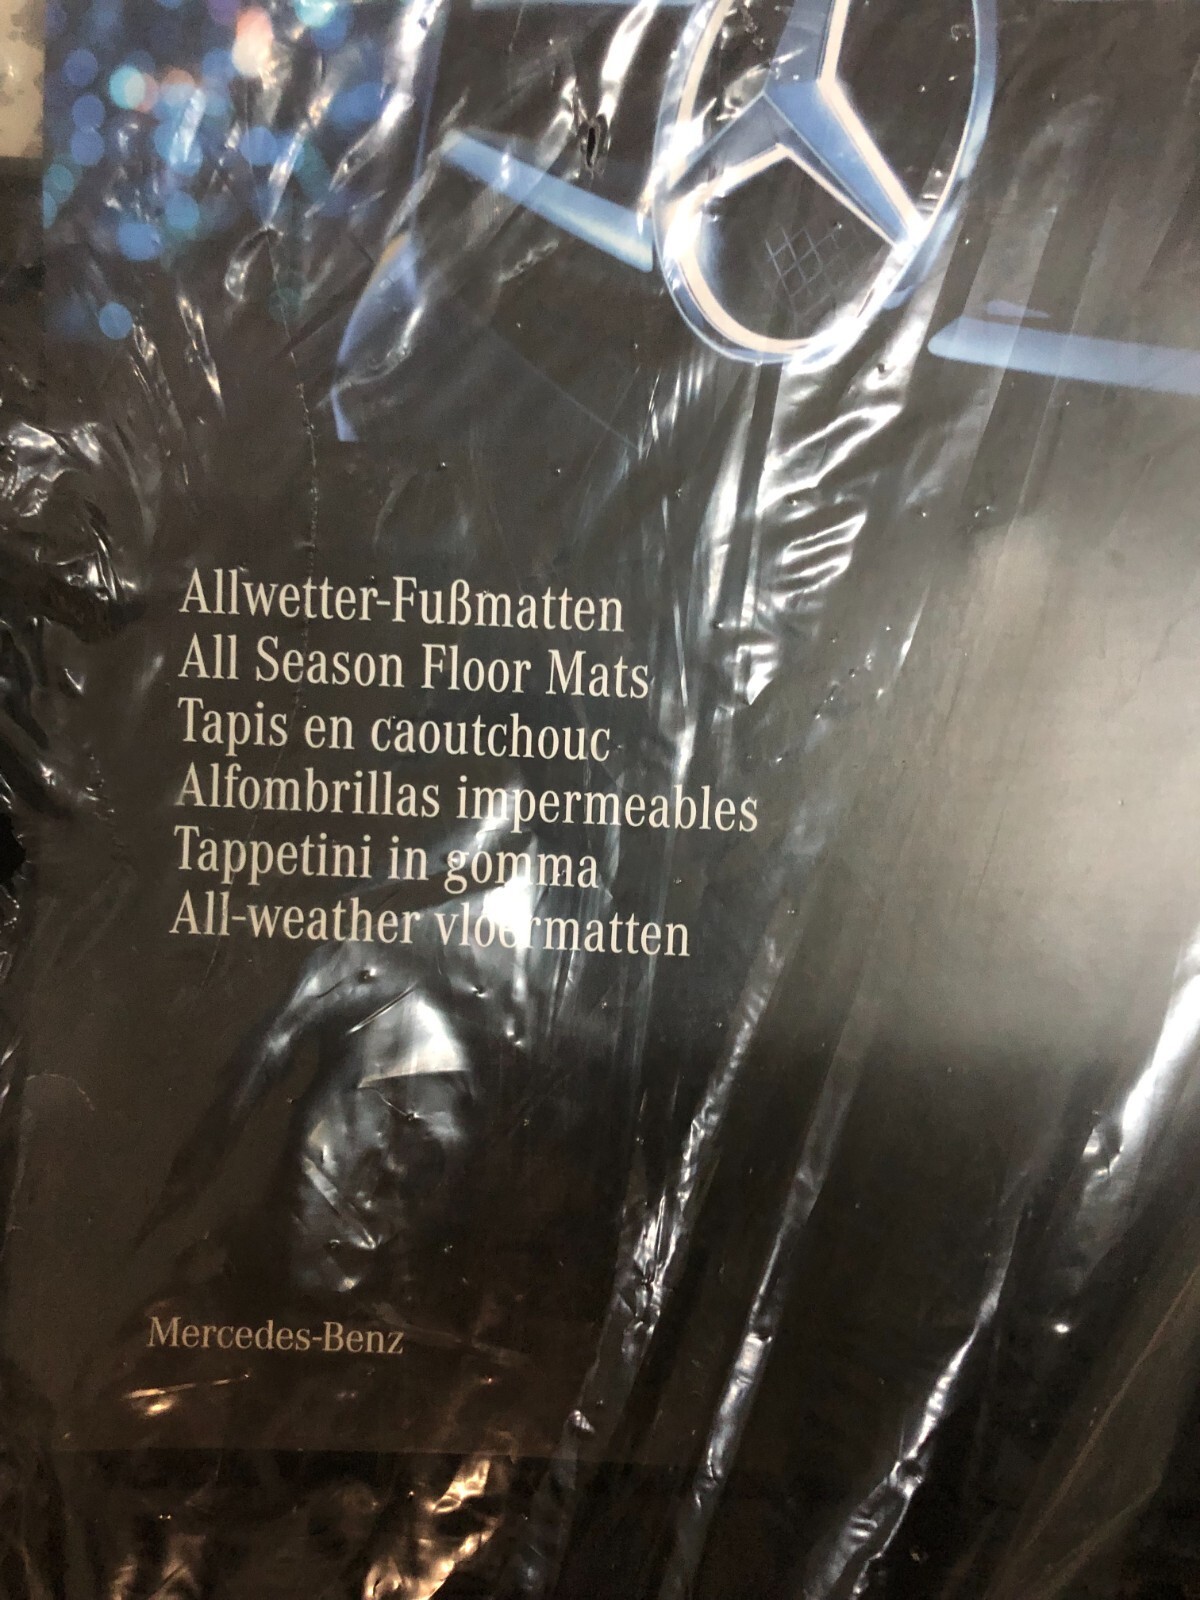 Allwetter-Fußmatten
All Season Floor Mats
Tapis en caoutchouc
Alfombrillas impermeables
Tappetini in gomma
All-weather vloermatten
Mercedes-Benz